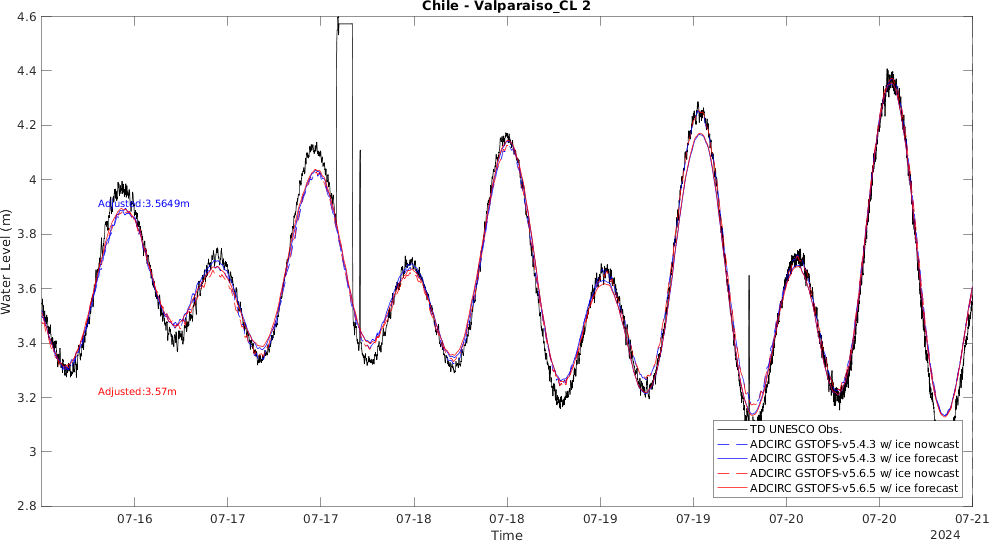 Chile - Valparaiso_CL 2
4.6
4.4
4.2
4
3.8
3.6
3.4
3.2
3
2.8
Water Level (m)
Adjusted:3.5649m
Adjusted:3.57m
TD UNESCO Obs.
ADCIRC GSTOFS-v5.4.3 w/ ice nowcast
ADCIRC GSTOFS-v5.4.3 w/ ice forecast
ADCIRC GSTOFS-v5.6.5 w/ ice nowcast
ADCIRC GSTOFS-v5.6.5 w/ ice forecast
07-16 07-17 07-17 07-18 07-18 07-19 07-19 07-20 07-20 07-21
Time
2024